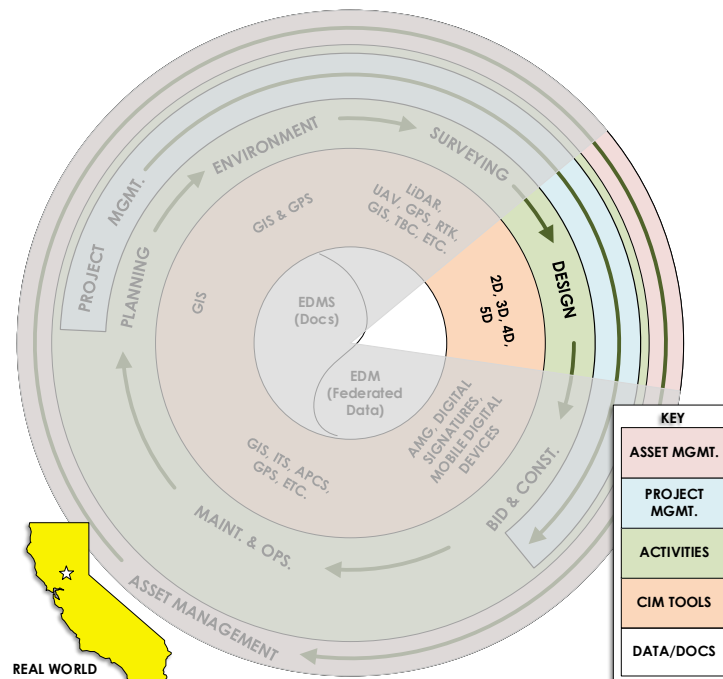 ENVIRONMENT
SURVEYING
PROJECT
MGMT.
PLANNING
GIS & GPS
LiDAR,
UAV, GPS, RTK,
GIS, TBC, ETC.
GIS
EDMS
(Docs)
2D, 3D, 4D,
5D
DESIGN
EDM
(Federated
Data)
AMG, DIGITAL
SIGNATURES,
MOBILE DIGITAL
DEVICES
GIS, ITS, APCS,
GPS, ETC.
BID & CONST.
MAINT. & OPS.
ASSET MANAGEMENT
REAL WORLD
KEY
ASSET MGMT.
PROJECT
MGMT.
ACTIVITIES
CIM TOOLS
DATA/DOCS